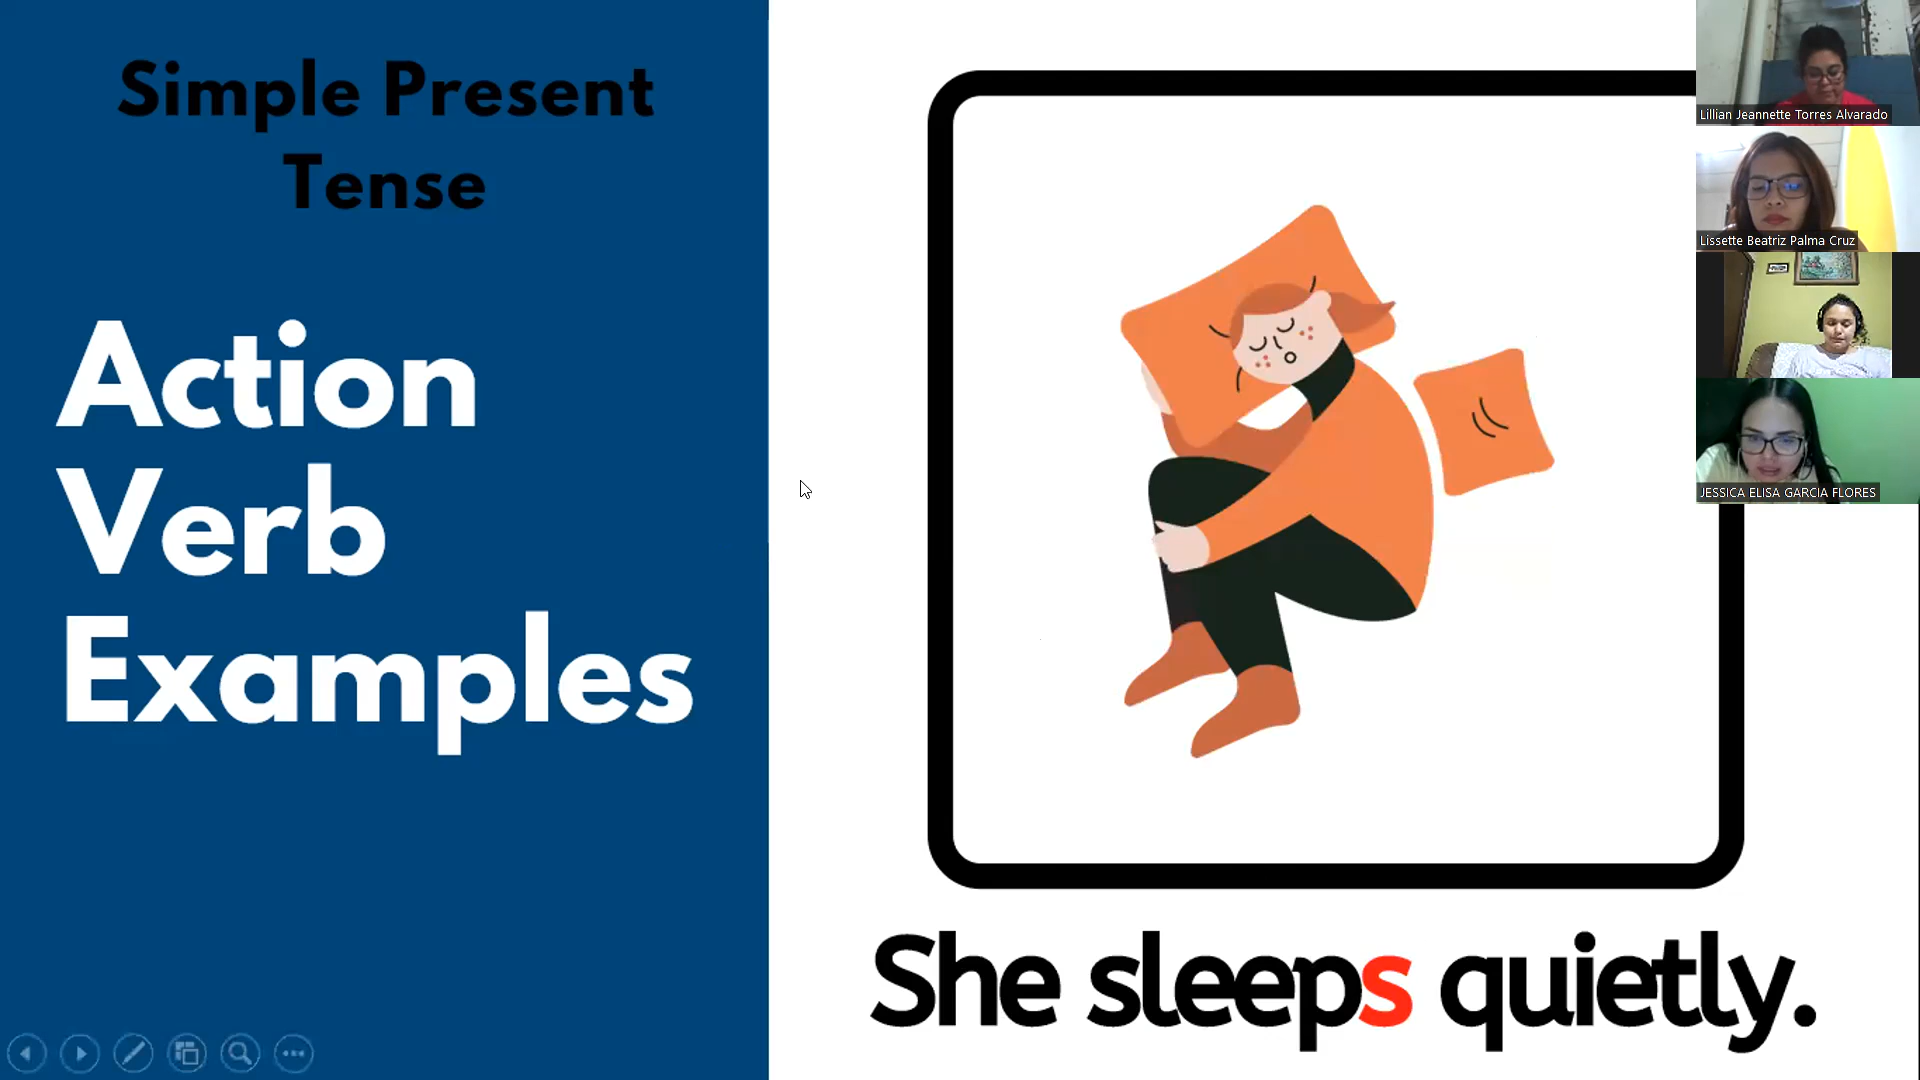 Simple Present
Tense
Action
Verb
Examples
She sleeps quietly.
Lillian Jeannette Torres Alvarado
Lissette Beatriz Palma Cruz
JESSICA ELISA GARCIA FLORES